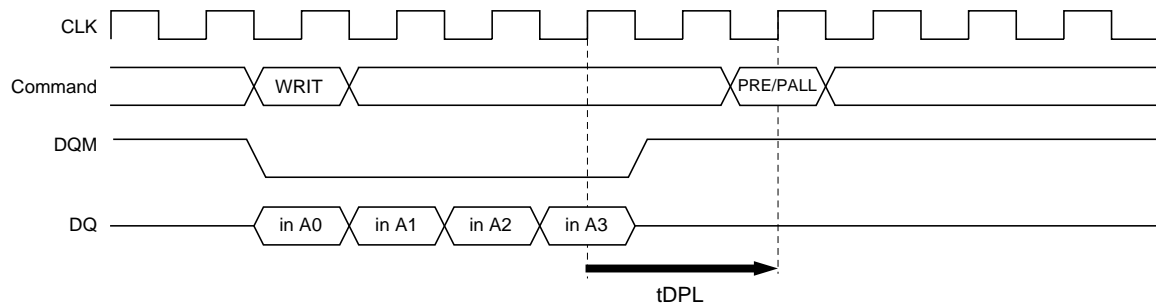 CLK
Command
WRIT
PRE/PALL
DQM
DQ
in A0
in A1
in A2
in A3
tDPL